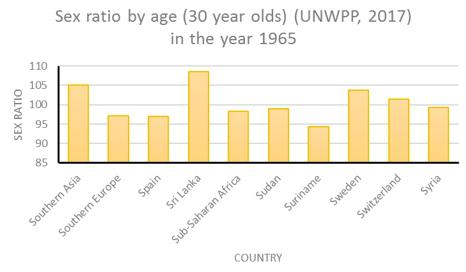 Sex ratio by age (30 year olds) (UNWPP, 2017)
in the year 1965
SEX RATIO
110
105
100
95
90
85
Southern Asia
Southern Europe
Spain
Sri Lanka
Sub-Saharan Africa
Sudan
Suriname
Sweden
Switzerland
Syria
COUNTRY